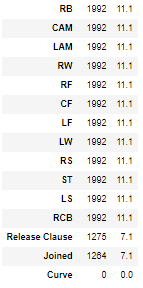 RB 1992 11.1
CAM 1992 11.1
LAM 1992 11.1
RW 1992 11.1
RF 1992 11.1
CF 1992 11.1
LF 1992 11.1
LW 1992 11.1
RS 1992 11.1
ST 1992 11.1
LS 1992 11.1
RCB 1992 11.1
Release Clause 1275 7.1
Joined 1264 7.1
Curve 0 0.0